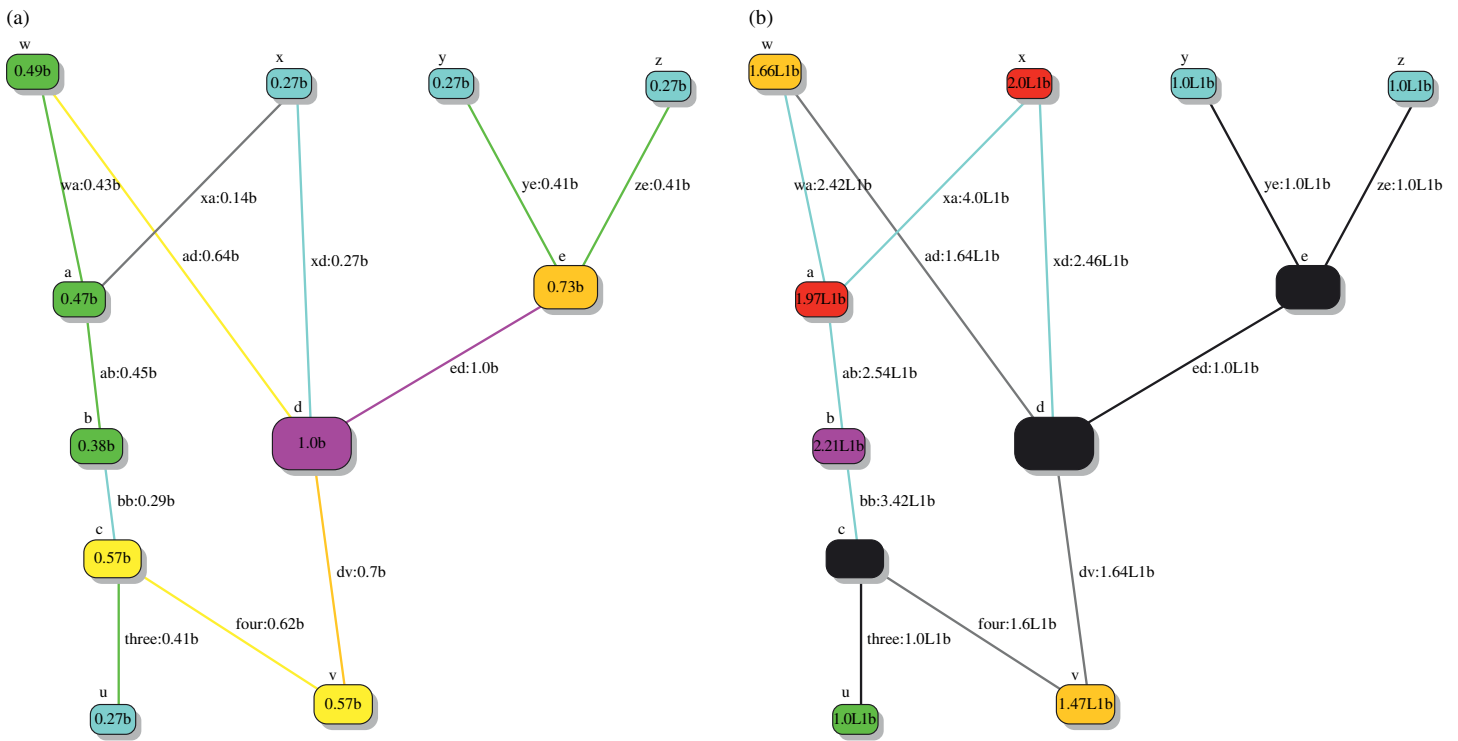 (a)
w
0.49b
x
0.27b
y
0.27b
z
0.27b
wa:0.43b
xa:0.14b
ye:0.41b
ze:0.41b
ad:0.64b
xd:0.27b
e
0.73b
a
0.47b
ab:0.45b
ed:1.0b
b
0.38b
d
1.0b
bb:0.29b
c
0.57b
dv:0.7b
three:0.41b
four:0.62b
u
0.27b
v
0.57b
(b)
w
1.66L1b
x
2.0L1b
y
1.0L1b
z
1.0L1b
wa:2.42L1b
xa:4.0L1b
ye:1.0L1b
ze:1.0L1b
ad:1.64L1b
xd:2.46L1b
e
a
1.97L1b
ab:2.54L1b
ed:1.0L1b
b
2.21L1b
d
bb:3.42L1b
c
dv:1.64L1b
three:1.0L1b
four:1.6L1b
u
1.0L1b
v
1.47L1b